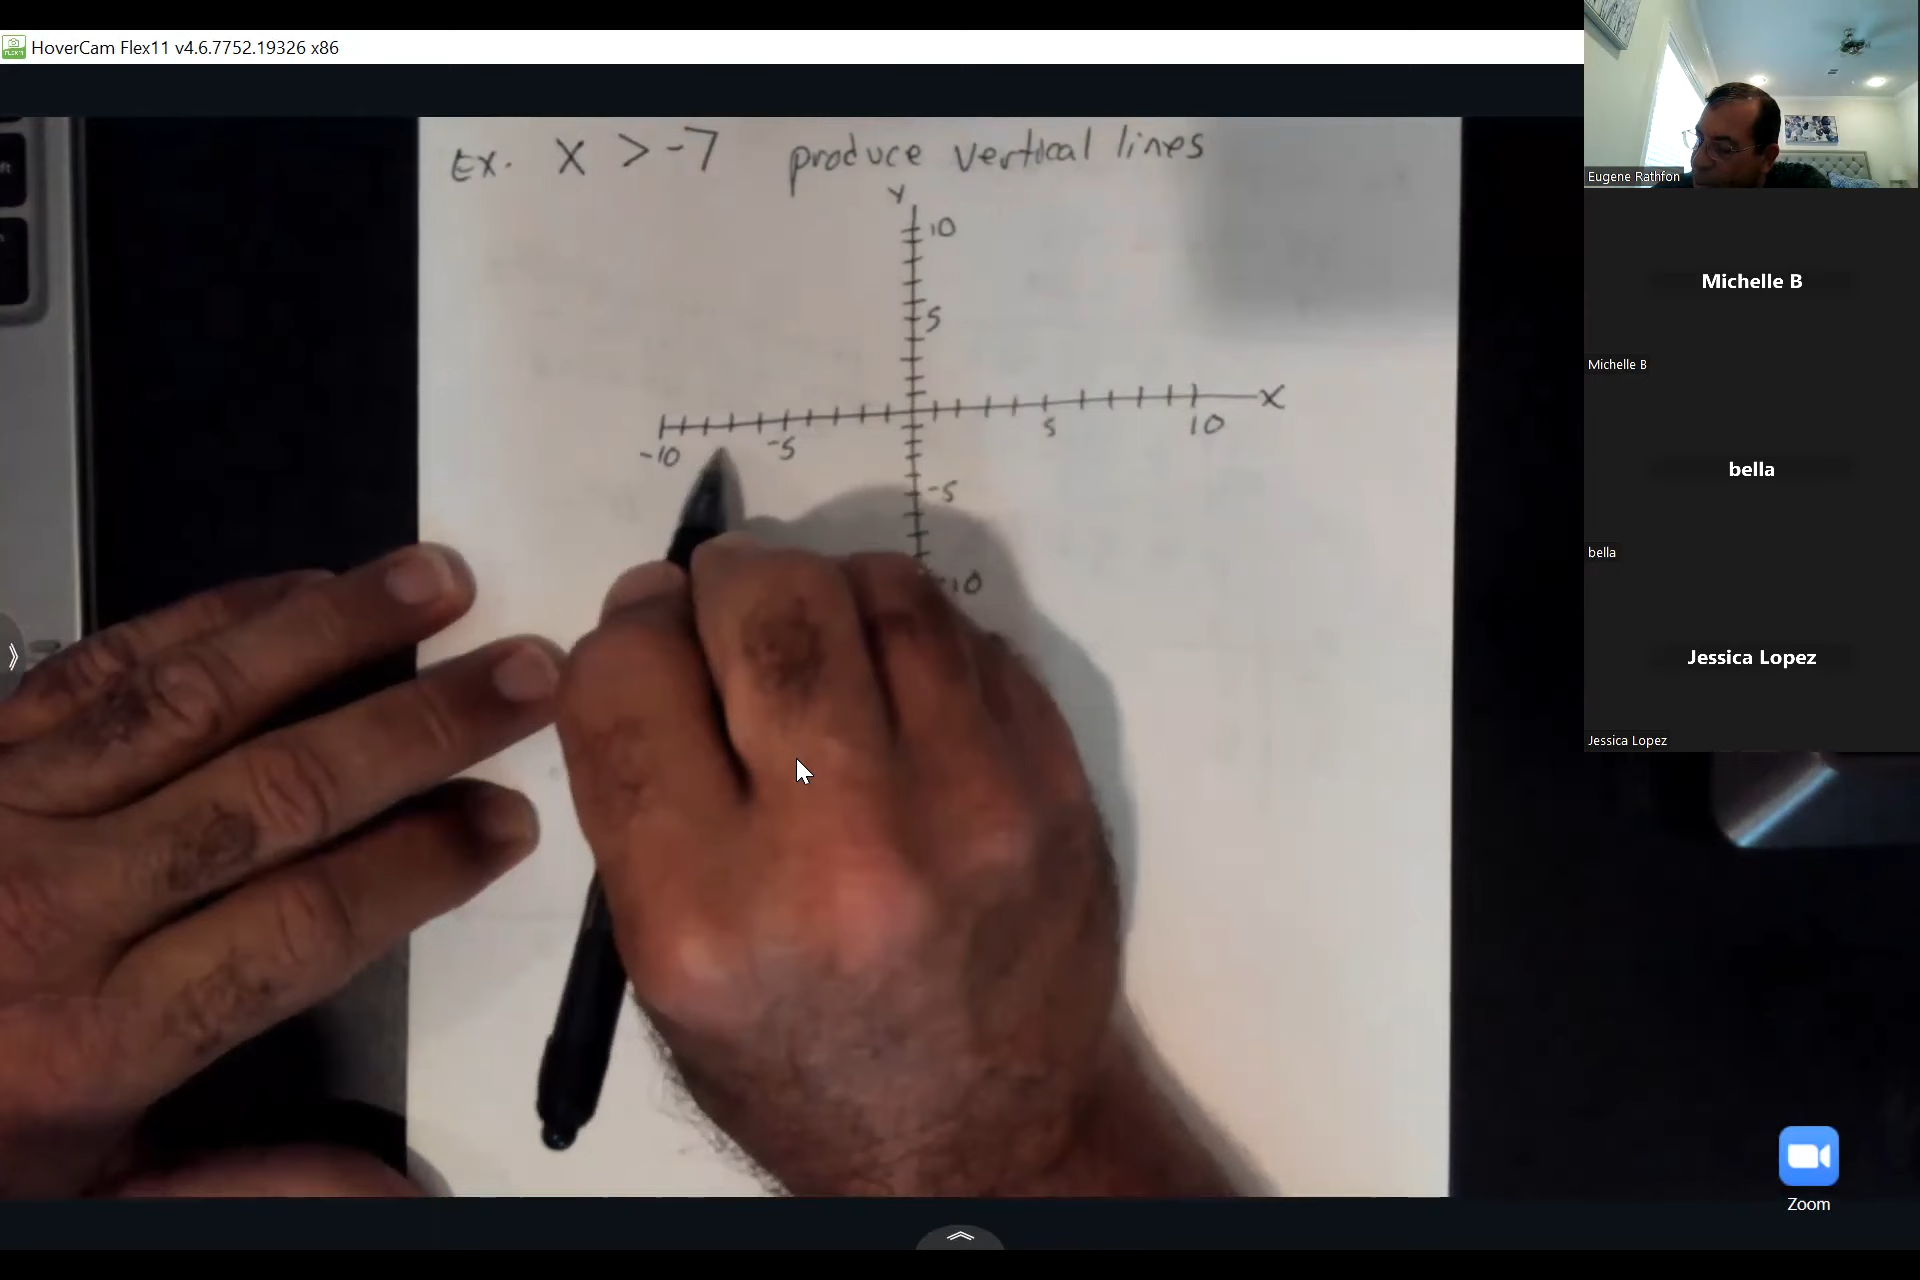 HoverCam Flex11 v4.6.7752.19326 x86
Ex. X > -7 produce vertical lines
Y
10
5
X
-10 -5 5 10
-5
-10
Eugene Rathfon
Michelle B
Michelle B
bella
bella
Jessica Lopez
Jessica Lopez
Zoom